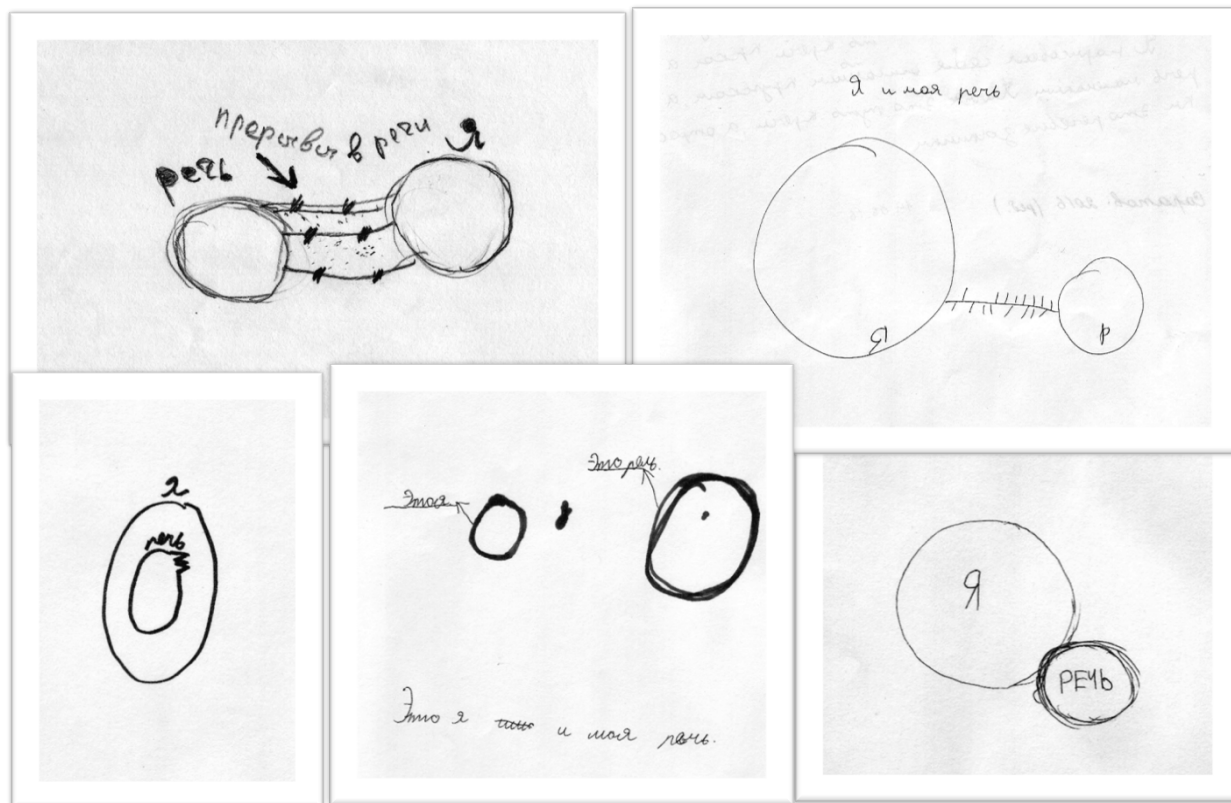 прерывы в речи
Я
речь
Я и моя речь
Я
р
я
речь
Это речь.
Это я
Это я и моя речь.
Я
РЕЧЬ